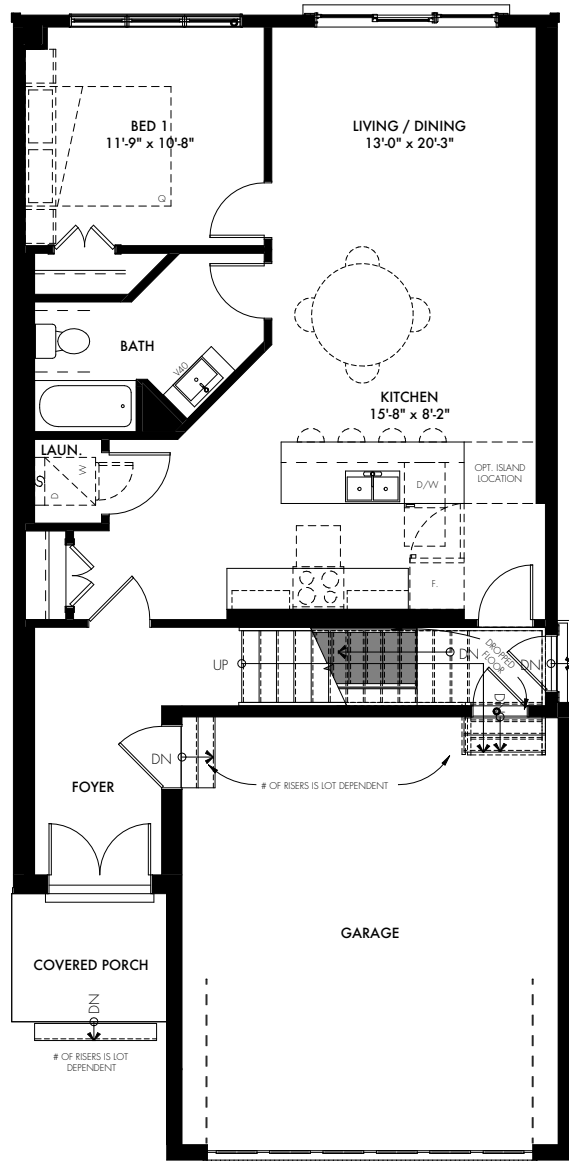 BED 1
11'-9" x 10'-8"
LIVING / DINING
13'-0" x 20'-3"
Q
BATH
V40
KITCHEN
15'-8" x 8'-2"
LAUN.
W
S
D
D/W
OPT. ISLAND
LOCATION
F.
UP
DN
DROPPED
FLOOR
DN
DN
FOYER
# OF RISERS IS LOT DEPENDENT
GARAGE
COVERED PORCH
DN
# OF RISERS IS LOT
DEPENDENT